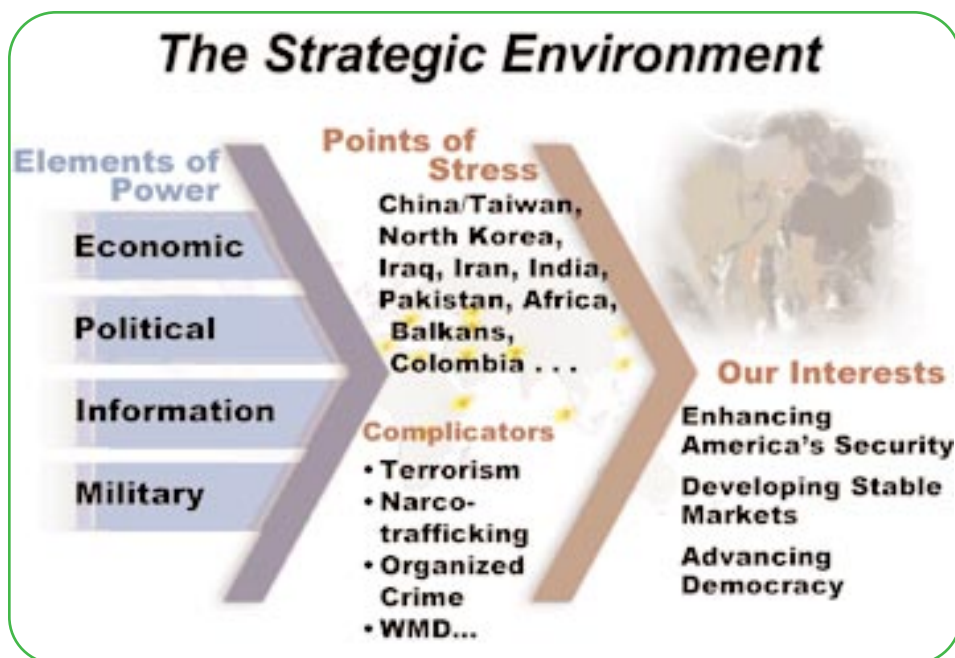 The Strategic Environment
Elements of
Power
Economic
Political
Information
Military
Points of
Stress
China/Taiwan,
North Korea,
Iraq, Iran, India,
Pakistan, Africa,
Balkans,
Colombia . . .
Complicators
• Terrorism
• Narco-
trafficking
• Organized
Crime
• WMD...
Our Interests
Enhancing
America's Security
Developing Stable
Markets
Advancing
Democracy